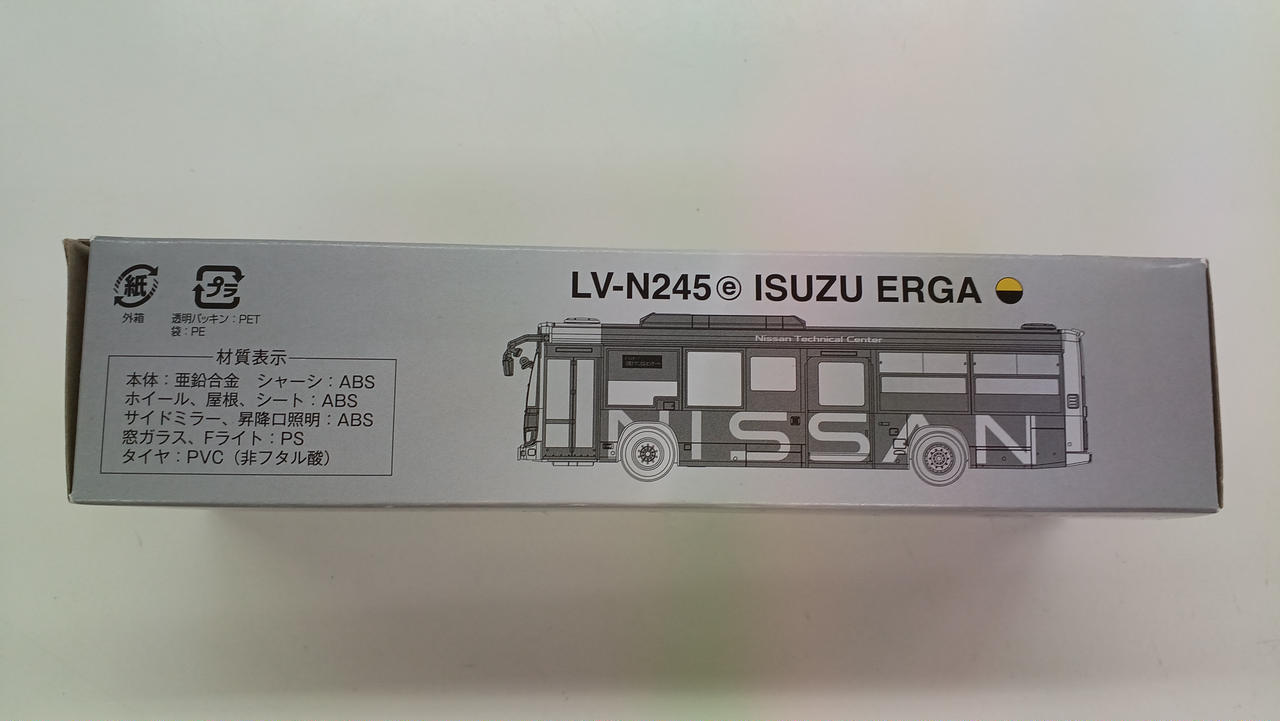 LV-N245ⓔ ISUZU ERGA
紙
プラ
外箱
透明パッキン：PET
袋：PE
材質表示
本体：亜鉛合金　シャーシ：ABS
ホイール、屋根、シート：ABS
サイドミラー、昇降口照明：ABS
窓ガラス、Fライト：PS
タイヤ：PVC（非フタル酸）
Nissan Technical Center
NISSAN